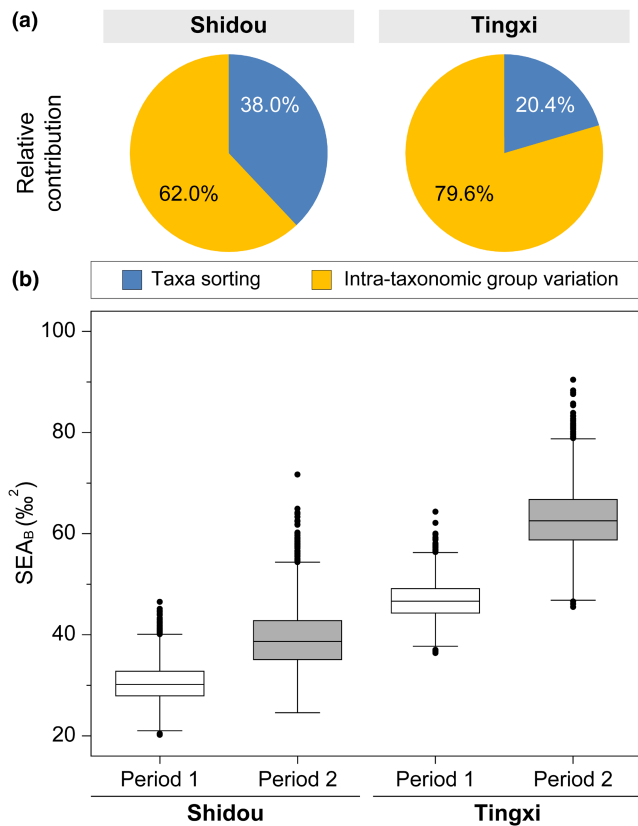 (a)
Shidou
Tingxi
Relative
contribution
38.0%
62.0%
20.4%
79.6%
Taxa sorting
Intra-taxonomic group variation
(b)
100
80
60
40
20
SEA_B (‰²)
Period 1
Period 2
Period 1
Period 2
Shidou
Tingxi